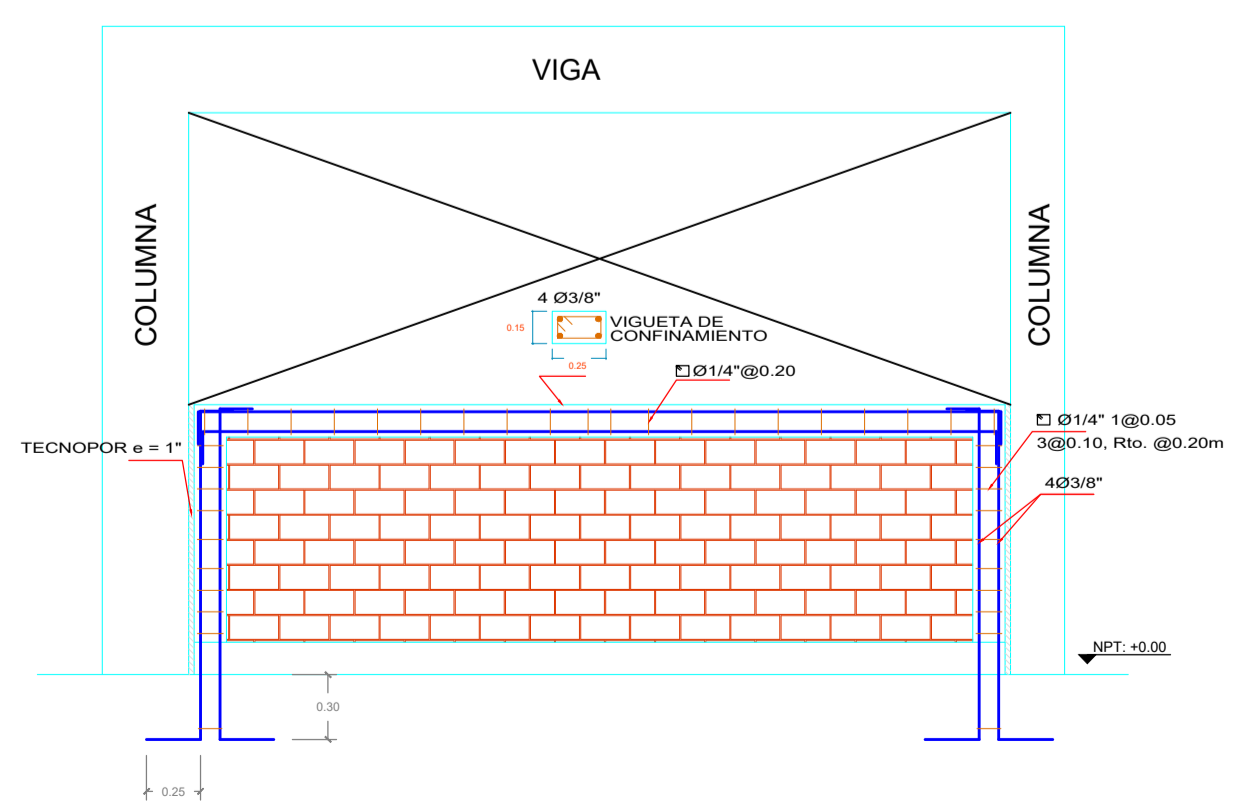 VIGA
COLUMNA
COLUMNA
4 Ø3/8"
0.15
VIGUETA DE
CONFINAMIENTO
0.25
Ø1/4"@0.20
Ø1/4" 1@0.05
3@0.10, Rto. @0.20m
TECNOPOR e = 1"
4Ø3/8"
NPT: +0.00
0.30
0.25